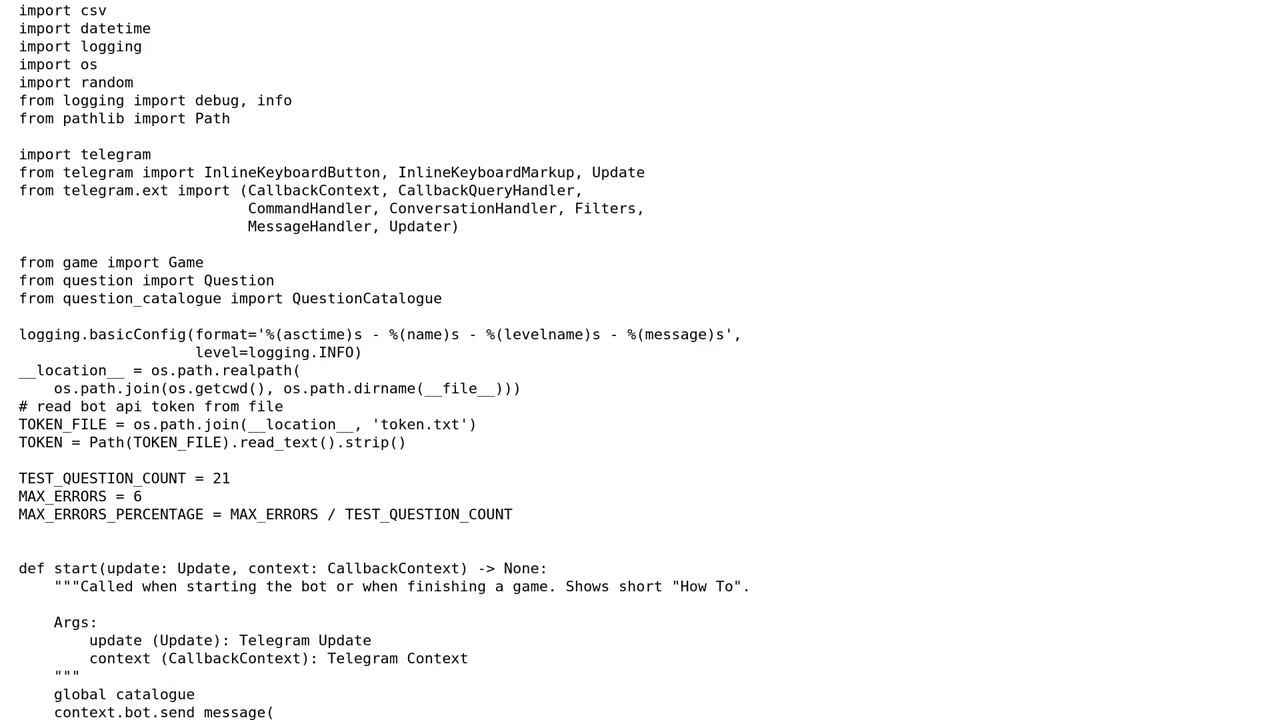 import csv
import datetime
import logging
import os
import random
from logging import debug, info
from pathlib import Path

import telegram
from telegram import InlineKeyboardButton, InlineKeyboardMarkup, Update
from telegram.ext import (CallbackContext, CallbackQueryHandler,
                          CommandHandler, ConversationHandler, Filters,
                          MessageHandler, Updater)

from game import Game
from question import Question
from question_catalogue import QuestionCatalogue

logging.basicConfig(format='%(asctime)s - %(name)s - %(levelname)s - %(message)s',
                    level=logging.INFO)
__location__ = os.path.realpath(
    os.path.join(os.getcwd(), os.path.dirname(__file__)))
# read bot api token from file
TOKEN_FILE = os.path.join(__location__, 'token.txt')
TOKEN = Path(TOKEN_FILE).read_text().strip()

TEST_QUESTION_COUNT = 21
MAX_ERRORS = 6
MAX_ERRORS_PERCENTAGE = MAX_ERRORS / TEST_QUESTION_COUNT


def start(update: Update, context: CallbackContext) -> None:
    """Called when starting the bot or when finishing a game. Shows short "How To".

    Args:
        update (Update): Telegram Update
        context (CallbackContext): Telegram Context
    """
    global catalogue
    context.bot.send_message(